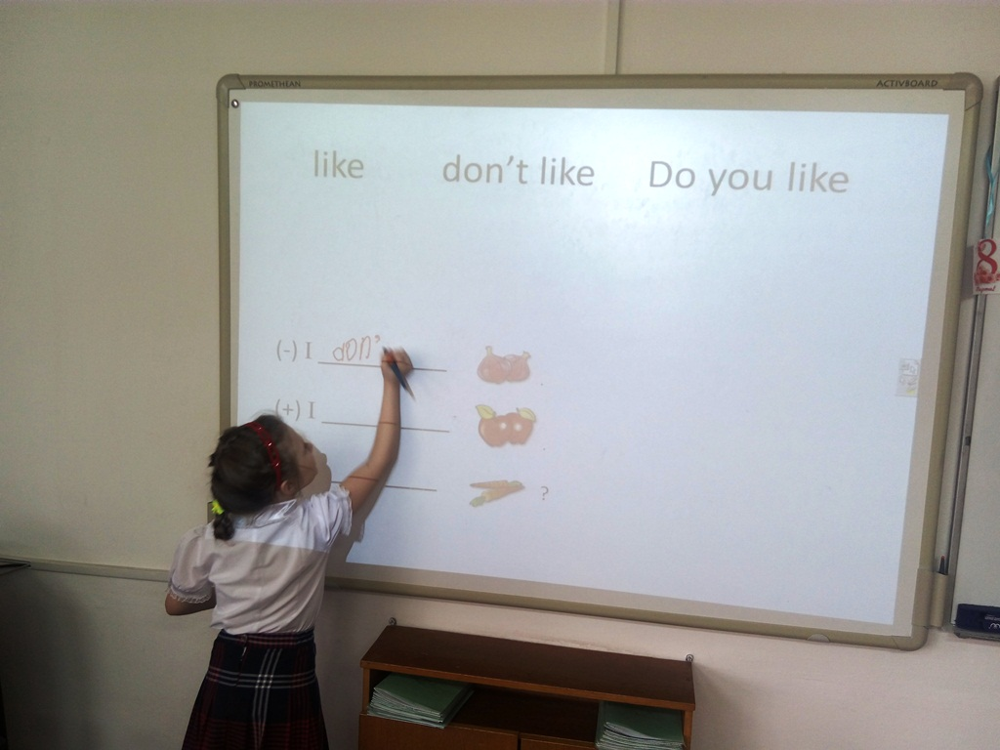 PROMETHEAN ACTIVBOARD
like don't like Do you like
(-) I don'
(+) I
?
8